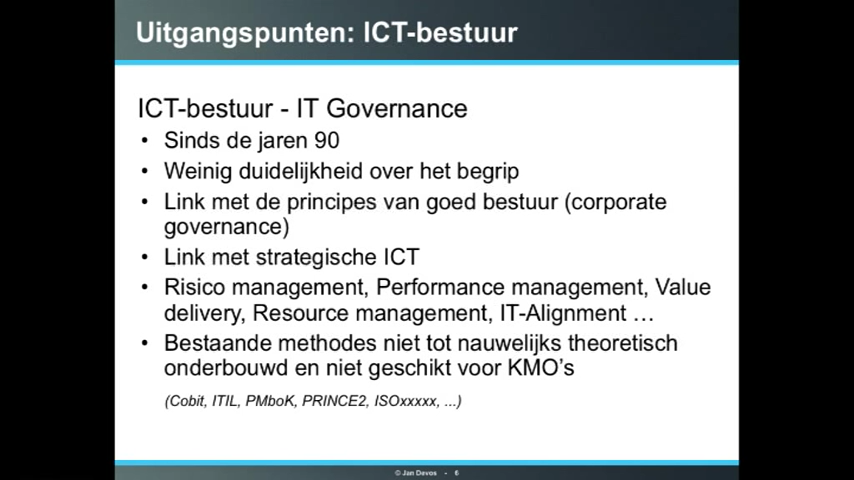 Uitgangspunten: ICT-bestuur
ICT-bestuur - IT Governance
• Sinds de jaren 90
• Weinig duidelijkheid over het begrip
• Link met de principes van goed bestuur (corporate
governance)
• Link met strategische ICT
• Risico management, Performance management, Value
delivery, Resource management, IT-Alignment …
• Bestaande methodes niet tot nauwelijks theoretisch
onderbouwd en niet geschikt voor KMO's
(Cobit, ITIL, PMboK, PRINCE2, ISOxxxxx, ...)
© Jan Devos - 6